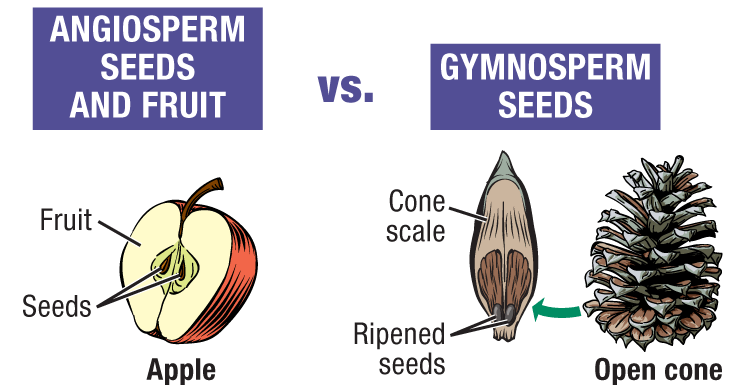 ANGIOSPERM
SEEDS
AND FRUIT
vs.
GYMNOSPERM
SEEDS
Fruit
Seeds
Apple
Cone
scale
Ripened
seeds
Open cone